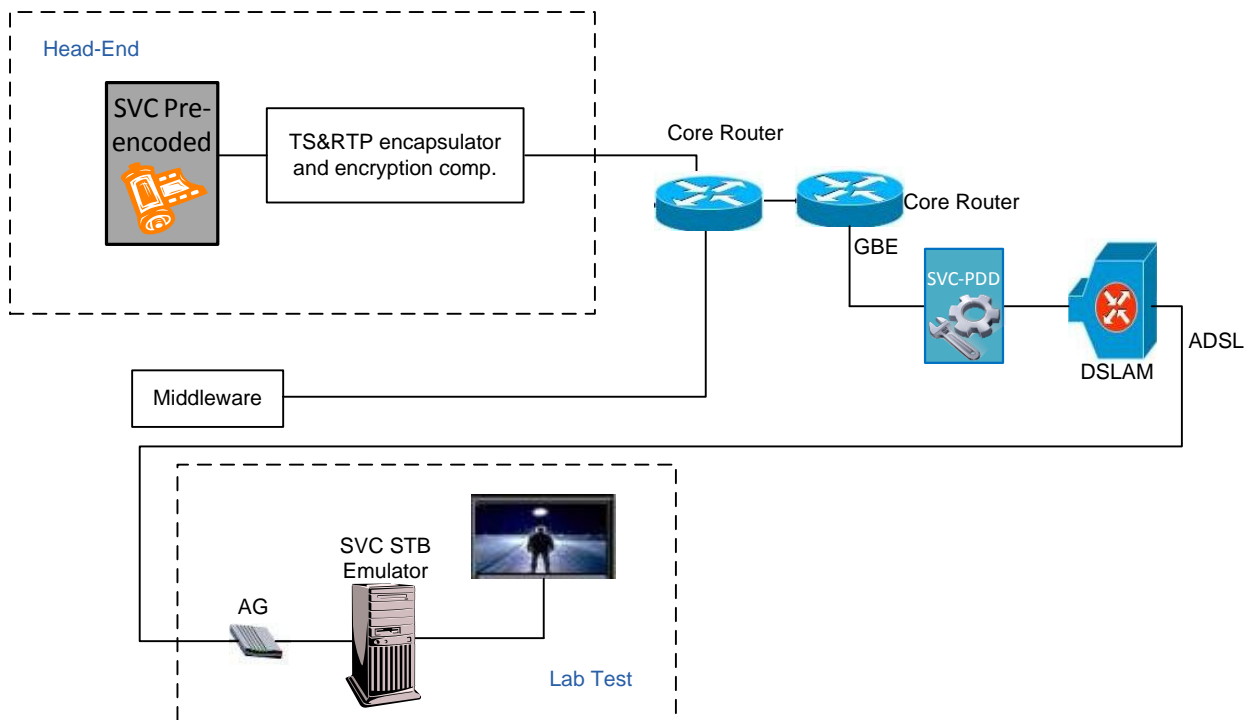 Head-End
SVC Pre-
encoded
TS&RTP encapsulator
and encryption comp.
Core Router
Core Router
GBE
SVC-PDD
ADSL
DSLAM
Middleware
SVC STB
Emulator
AG
Lab Test